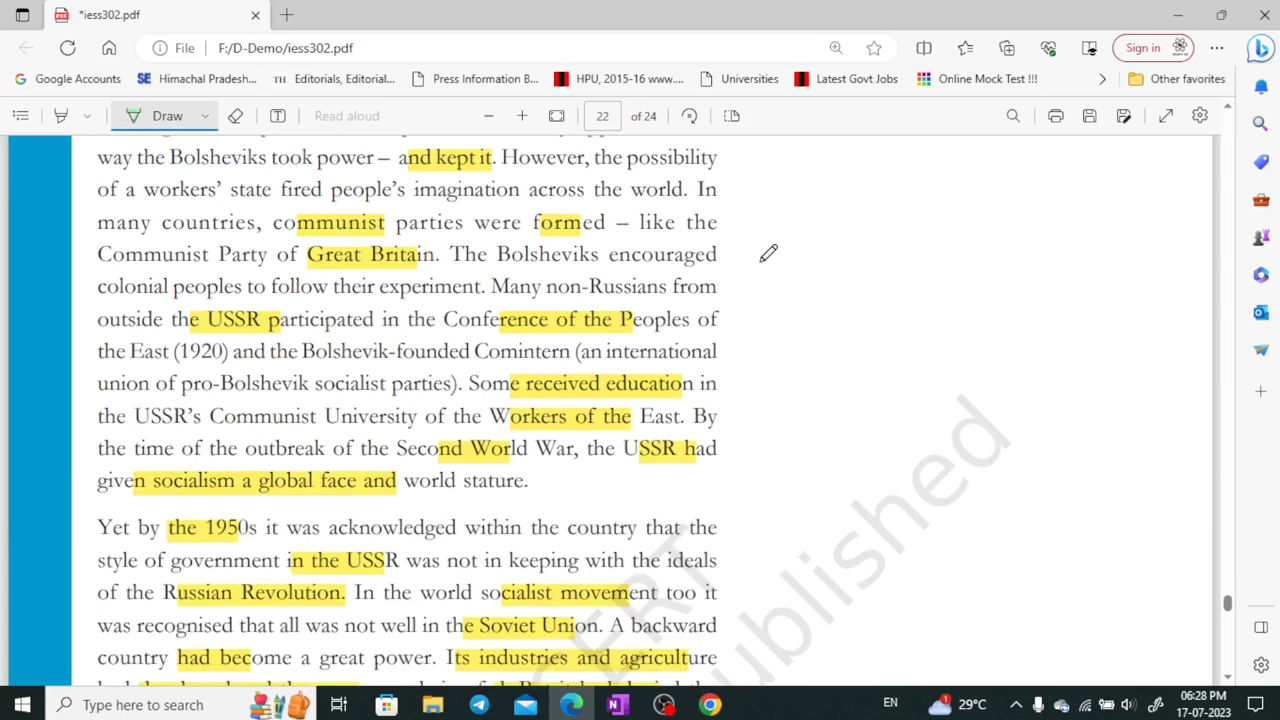 *iess302.pdf
File F:/D-Demo/iess302.pdf Sign in
Google Accounts SE Himachal Pradesh... TH Editorials, Editorial... Press Information B... HPU, 2015-16 www.... Universities Latest Govt Jobs Online Mock Test !!! Other favorites
Draw Read aloud 22 of 24
way the Bolsheviks took power – and kept it. However, the possibility
of a workers’ state fired people’s imagination across the world. In
many countries, communist parties were formed – like the
Communist Party of Great Britain. The Bolsheviks encouraged
colonial peoples to follow their experiment. Many non-Russians from
outside the USSR participated in the Conference of the Peoples of
the East (1920) and the Bolshevik-founded Comintern (an international
union of pro-Bolshevik socialist parties). Some received education in
the USSR’s Communist University of the Workers of the East. By
the time of the outbreak of the Second World War, the USSR had
given socialism a global face and world stature.
Yet by the 1950s it was acknowledged within the country that the
style of government in the USSR was not in keeping with the ideals
of the Russian Revolution. In the world socialist movement too it
was recognised that all was not well in the Soviet Union. A backward
country had become a great power. Its industries and agriculture
ublished
ERT
Type here to search EN 29°C 06:28 PM
17-07-2023